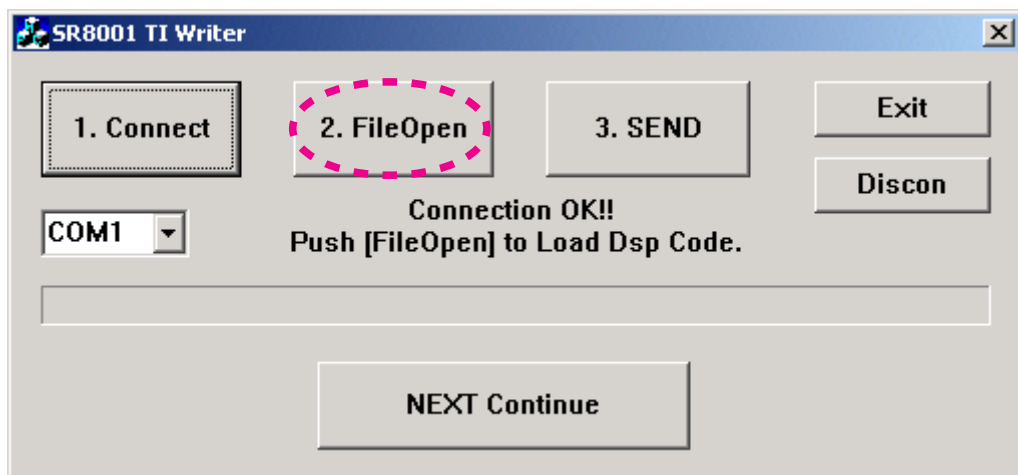 SR8001 TI Writer
1. Connect
2. FileOpen
3. SEND
Exit
Discon
COM1
Connection OK!!
Push [FileOpen] to Load Dsp Code.
NEXT Continue